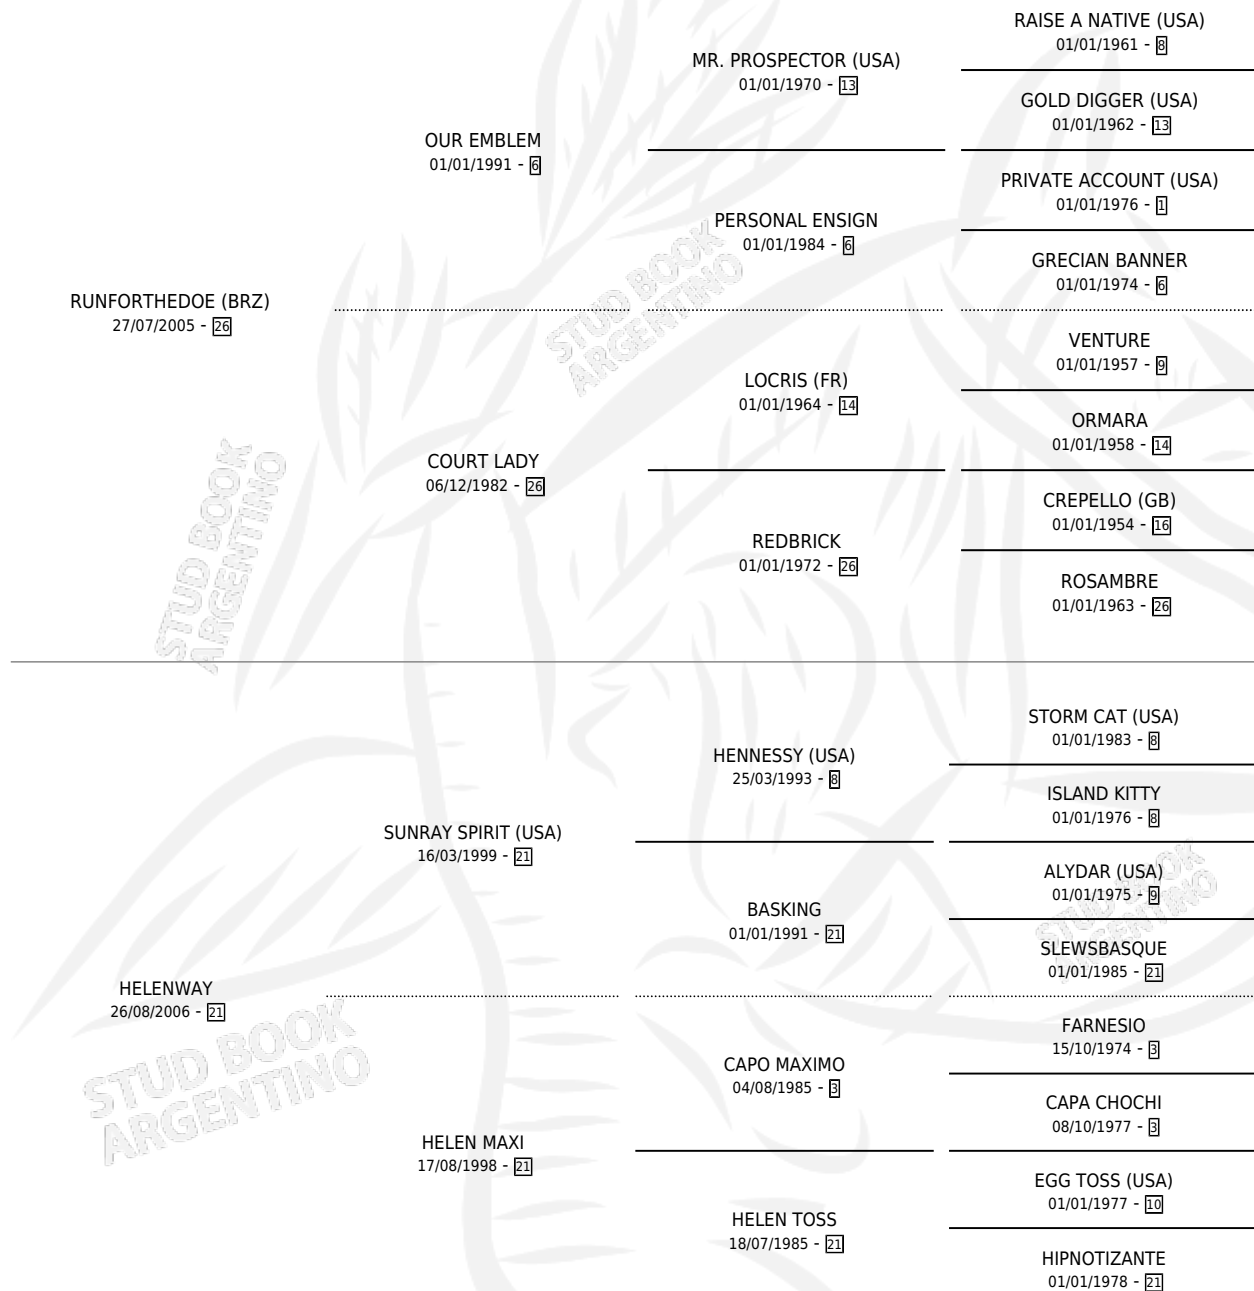 RAISE A NATIVE (USA)
01/01/1961 - 8
MR. PROSPECTOR (USA)
01/01/1970 - 13
GOLD DIGGER (USA)
01/01/1962 - 13
OUR EMBLEM
01/01/1991 - 6
PRIVATE ACCOUNT (USA)
01/01/1976 - 1
PERSONAL ENSIGN
01/01/1984 - 6
GRECIAN BANNER
01/01/1974 - 6
RUNFORTHEDOE (BRZ)
27/07/2005 - 26
VENTURE
01/01/1957 - 9
LOCRIS (FR)
01/01/1964 - 14
ORMARA
01/01/1958 - 14
COURT LADY
06/12/1982 - 26
CREPELLO (GB)
01/01/1954 - 16
REDBRICK
01/01/1972 - 26
ROSAMBRE
01/01/1963 - 26
STORM CAT (USA)
01/01/1983 - 8
HENNESSY (USA)
25/03/1993 - 8
ISLAND KITTY
01/01/1976 - 8
SUNRAY SPIRIT (USA)
16/03/1999 - 21
ALYDAR (USA)
01/01/1975 - 9
BASKING
01/01/1991 - 21
SLEWSBASQUE
01/01/1985 - 21
HELENWAY
26/08/2006 - 21
FARNESIO
15/10/1974 - 3
CAPO MAXIMO
04/08/1985 - 3
CAPA CHOCHI
08/10/1977 - 3
HELEN MAXI
17/08/1998 - 21
EGG TOSS (USA)
01/01/1977 - 10
HELEN TOSS
18/07/1985 - 21
HIPNOTIZANTE
01/01/1978 - 21
STUD BOOK
ARGENTINO
STUD BOOK
ARGENTINO
STUD BOOK
ARGENTINO
STUD BOOK
ARGENTINO